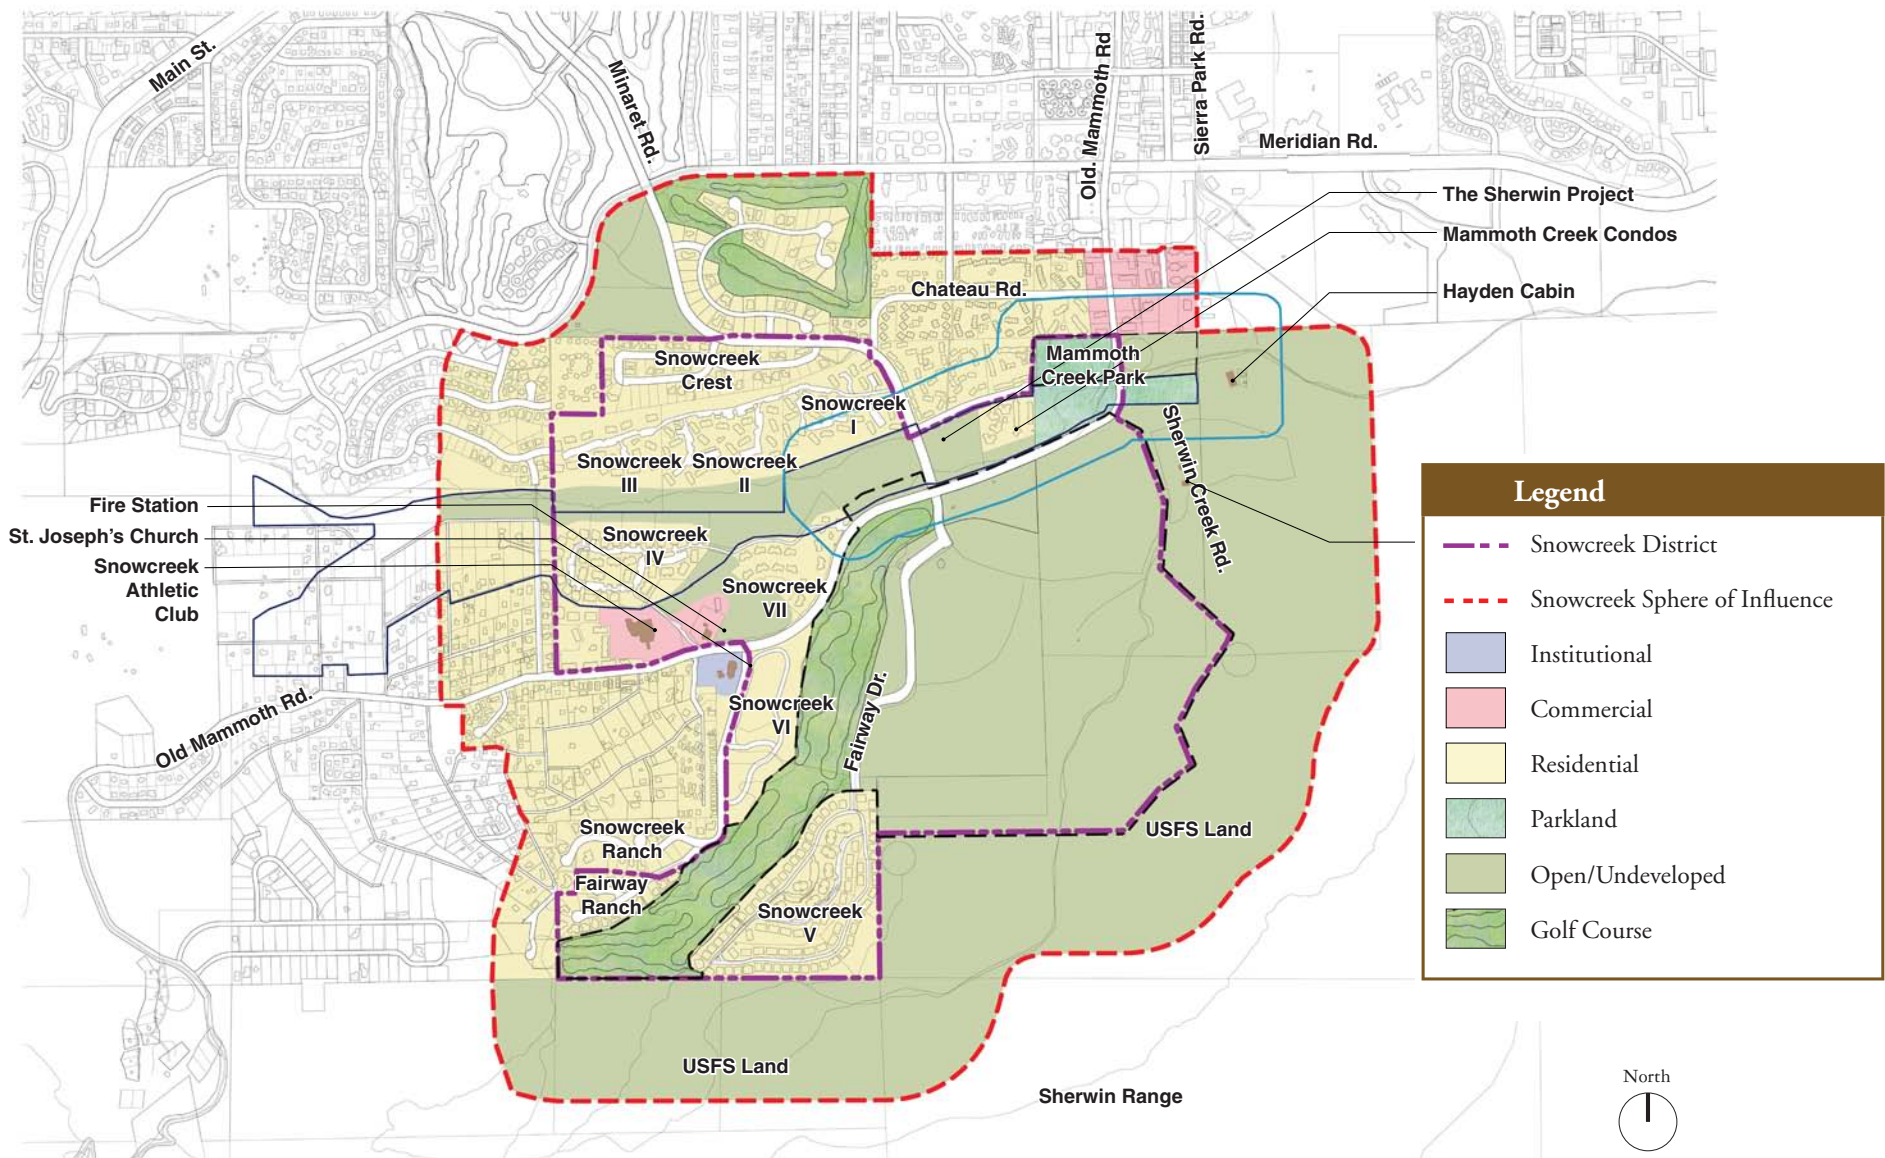 Main St.
Minaret Rd.
Old. Mammoth Rd
Sierra Park Rd.
Meridian Rd.
The Sherwin Project
Mammoth Creek Condos
Hayden Cabin
Chateau Rd.
Snowcreek
Crest
Mammoth
Creek Park
Snowcreek
I
Snowcreek
III
Snowcreek
II
Sherwin Creek Rd.
Fire Station
St. Joseph's Church
Snowcreek
Athletic
Club
Snowcreek
IV
Snowcreek
VII
Snowcreek
VI
Fairway Dr.
Old Mammoth Rd.
Snowcreek
Ranch
Fairway
Ranch
Snowcreek
V
USFS Land
USFS Land
Sherwin Range
Legend
Snowcreek District
Snowcreek Sphere of Influence
Institutional
Commercial
Residential
Parkland
Open/Undeveloped
Golf Course
North